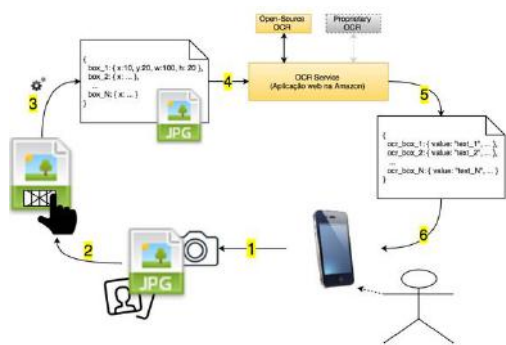 Open-Source
OCR
Proprietary
OCR
{
box_1: { x:10, y:20, w:100, h: 20 },
box_2: { x: ... },
...
box_N: { x: ... }
}
JPG
3
4
OCR Service
(Aplicação web na Amazon)
5
{
ocr_box_1: { value: "text_1", ... },
ocr_box_2: { value: "text_2", ... },
...
ocr_box_N: { value: "text_N", ... }
}
2
JPG
1
6